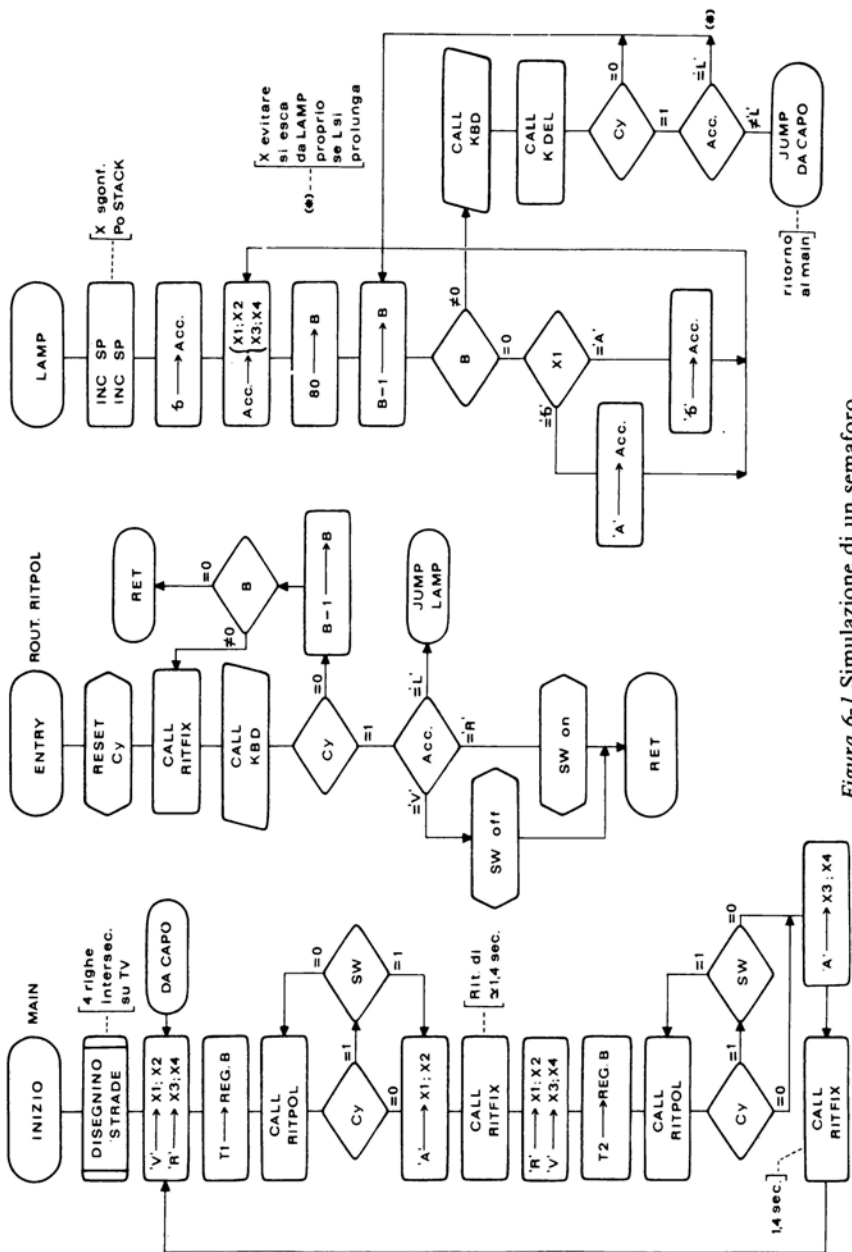 MAIN
INIZIO
DISEGNINO
STRADE
4 righe
intersec.
su TV
DA CAPO
'V' → X1; X2
'R' → X3; X4
T1 → REG. B
CALL
RITPOL
Cy
=1
=0
SW
=0
=1
'A' → X1; X2
CALL
RITFIX
Rit. di
≃1,4 sec.
'R' → X1; X2
'V' → X3; X4
T2 → REG. B
CALL
RITPOL
Cy
=1
=0
SW
=1
=0
'A' → X3; X4
CALL
RITFIX
1,4 sec.
ROUT. RITPOL
ENTRY
RESET
Cy
CALL
RITFIX
CALL
KBD
Cy
=0
=1
B-1 → B
B
≠0
=0
RET
Acc.
='V'
='L'
='R'
JUMP
LAMP
SW off
SW on
RET
LAMP
INC SP
INC SP
X sgonf.
Po STACK
ƀ → Acc.
Acc. → { X1; X2
X3; X4
80 → B
B-1 → B
B
≠0
=0
X1
='ƀ'
='A'
'A' → Acc.
'ƀ' → Acc.
X evitare
si esca
da LAMP
proprio
se L si
prolunga
(*)
CALL
KBD
CALL
K DEL
Cy
=0
=1
Acc.
='L'
(*)
≠'L'
JUMP
DA CAPO
ritorno
al main
Figura 6-1 Simulazione di un semaforo